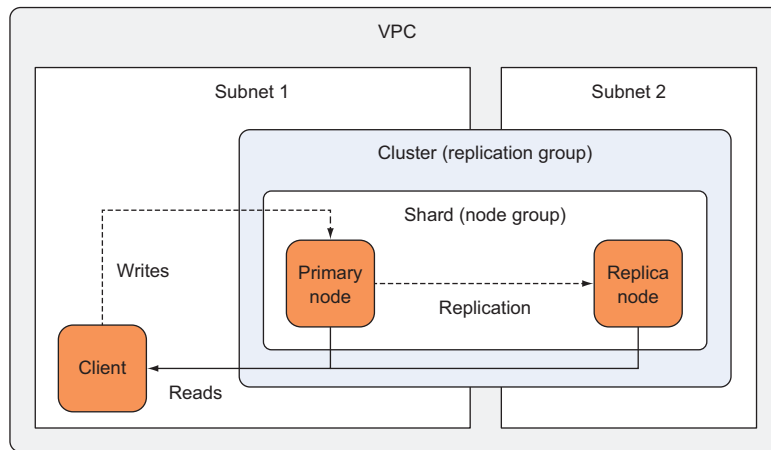 VPC
Subnet 1
Subnet 2
Cluster (replication group)
Shard (node group)
Primary
node
Replica
node
Writes
Replication
Client
Reads